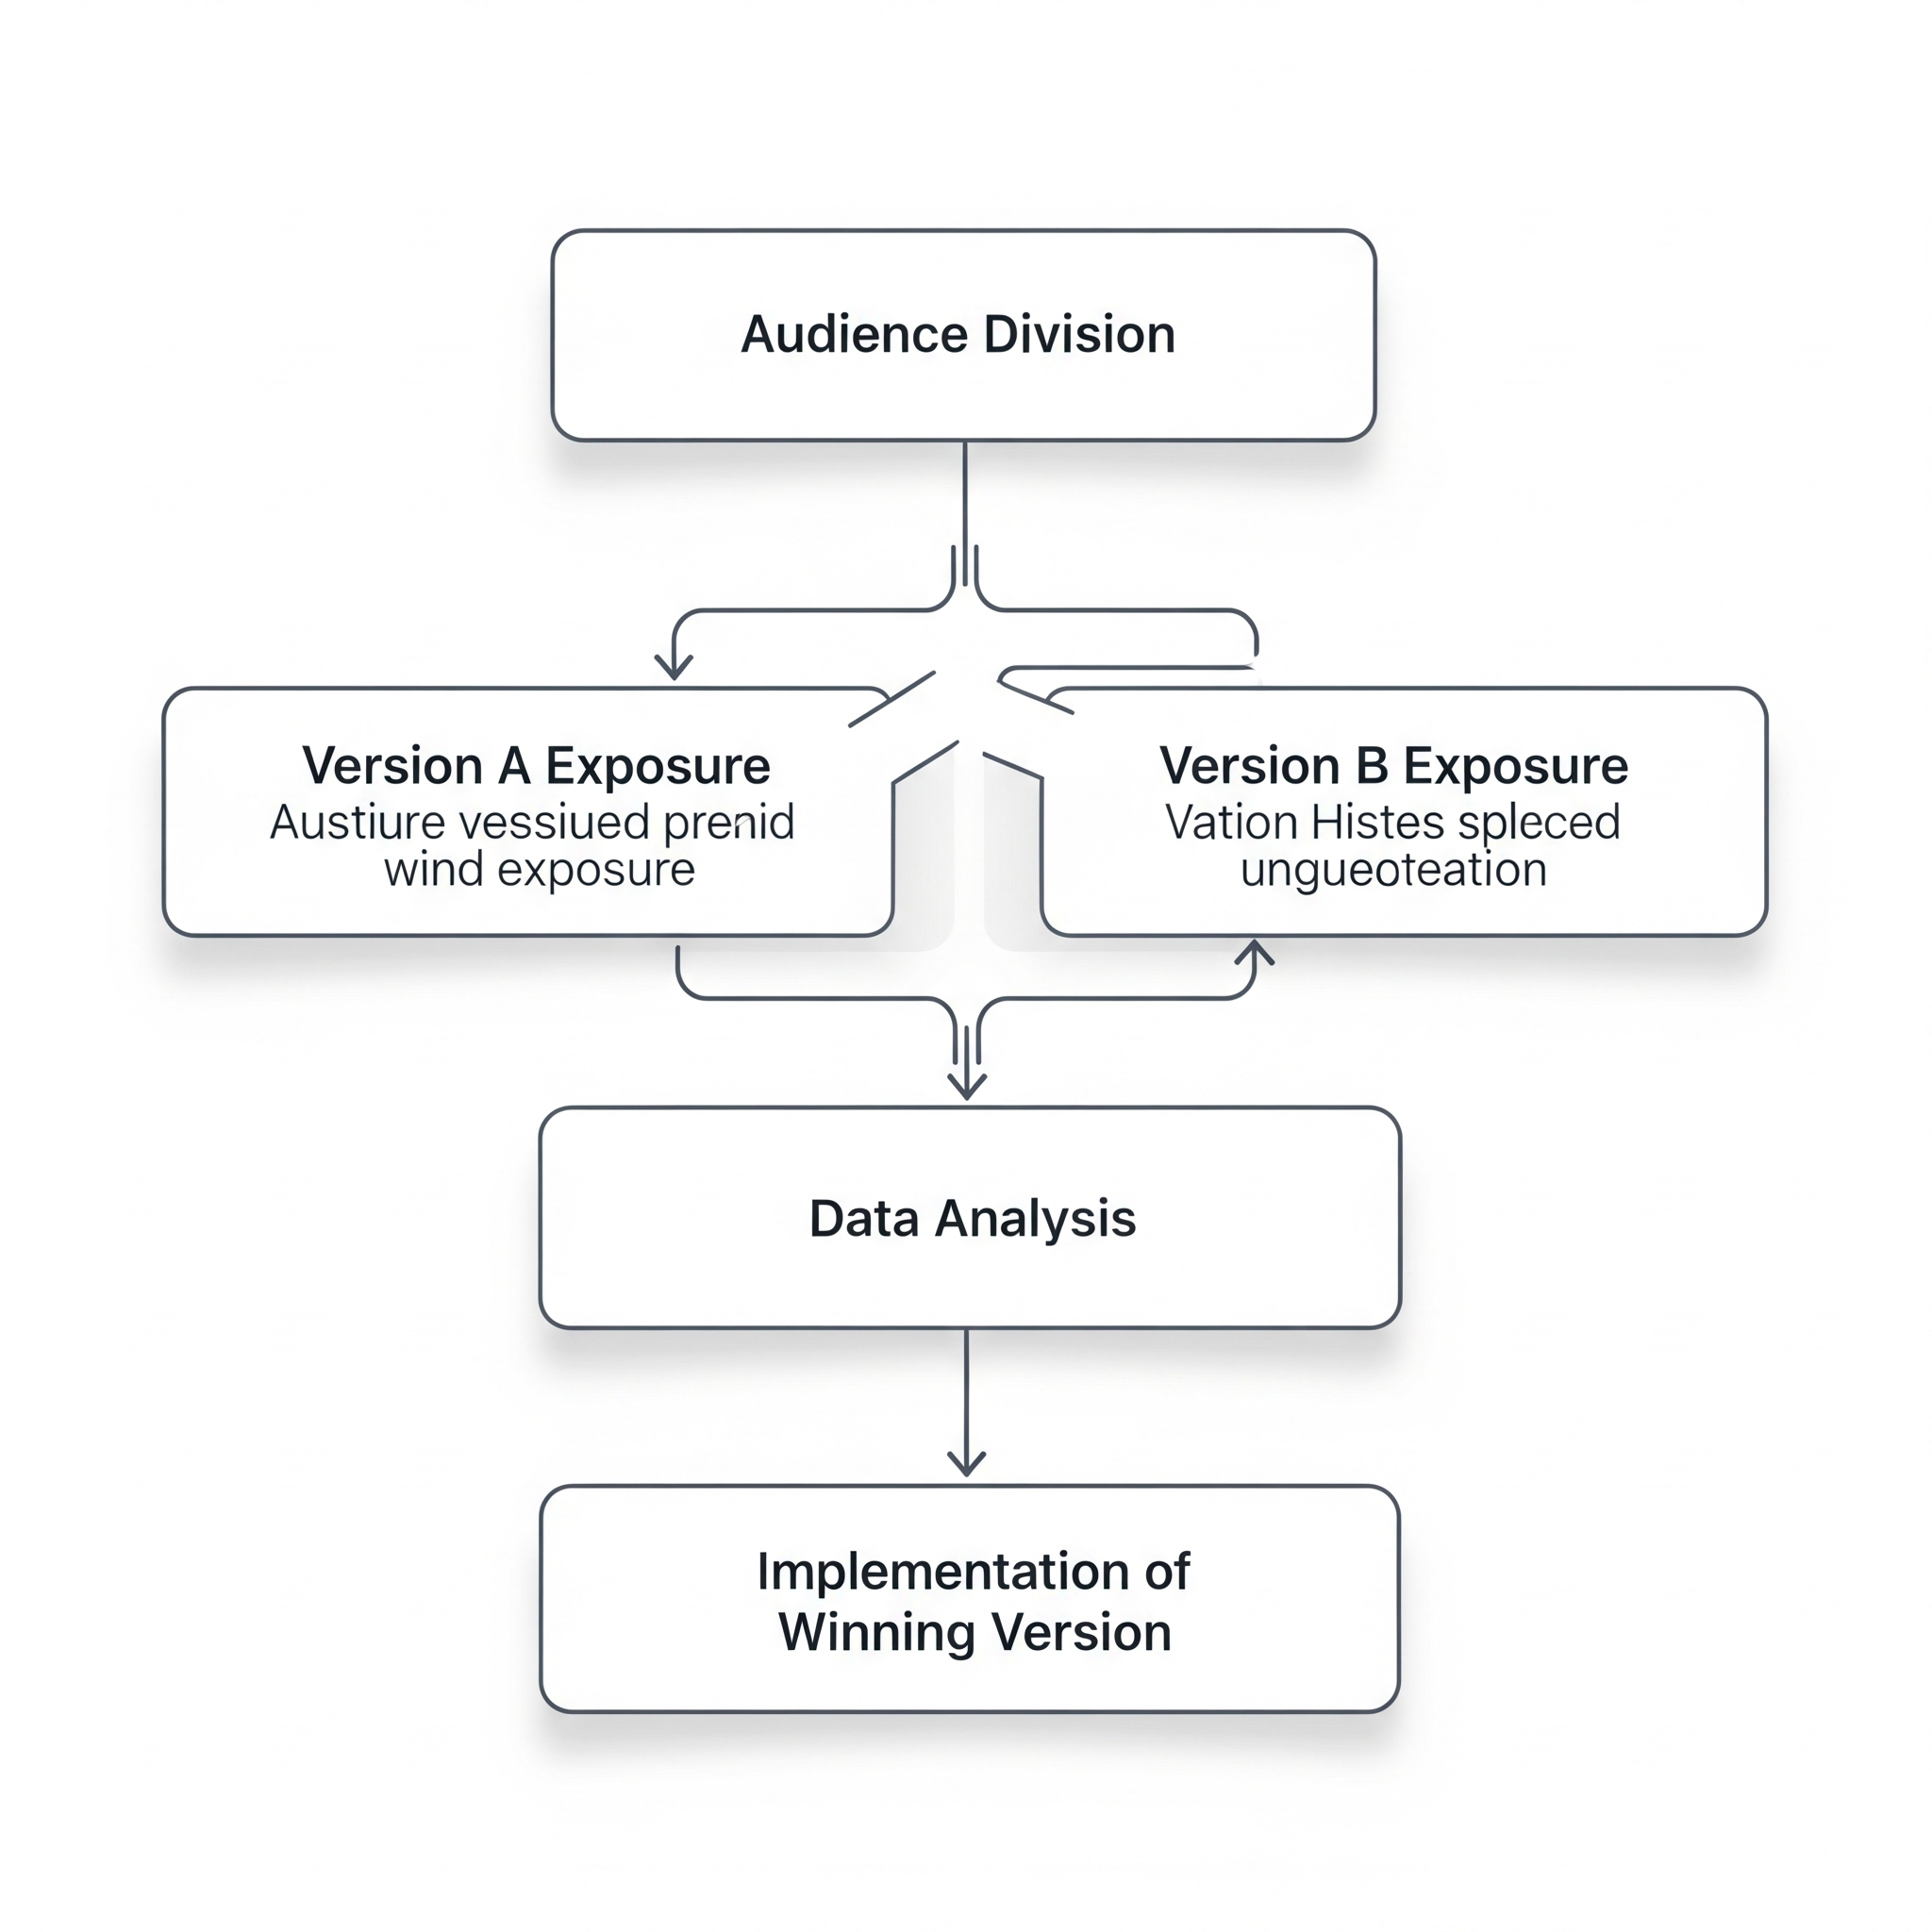 Audience Division
Version A Exposure
Austiure vessiued prenid
wind exposure
Version B Exposure
Vation Histes spleced
ungueoteation
Data Analysis
Implementation of
Winning Version